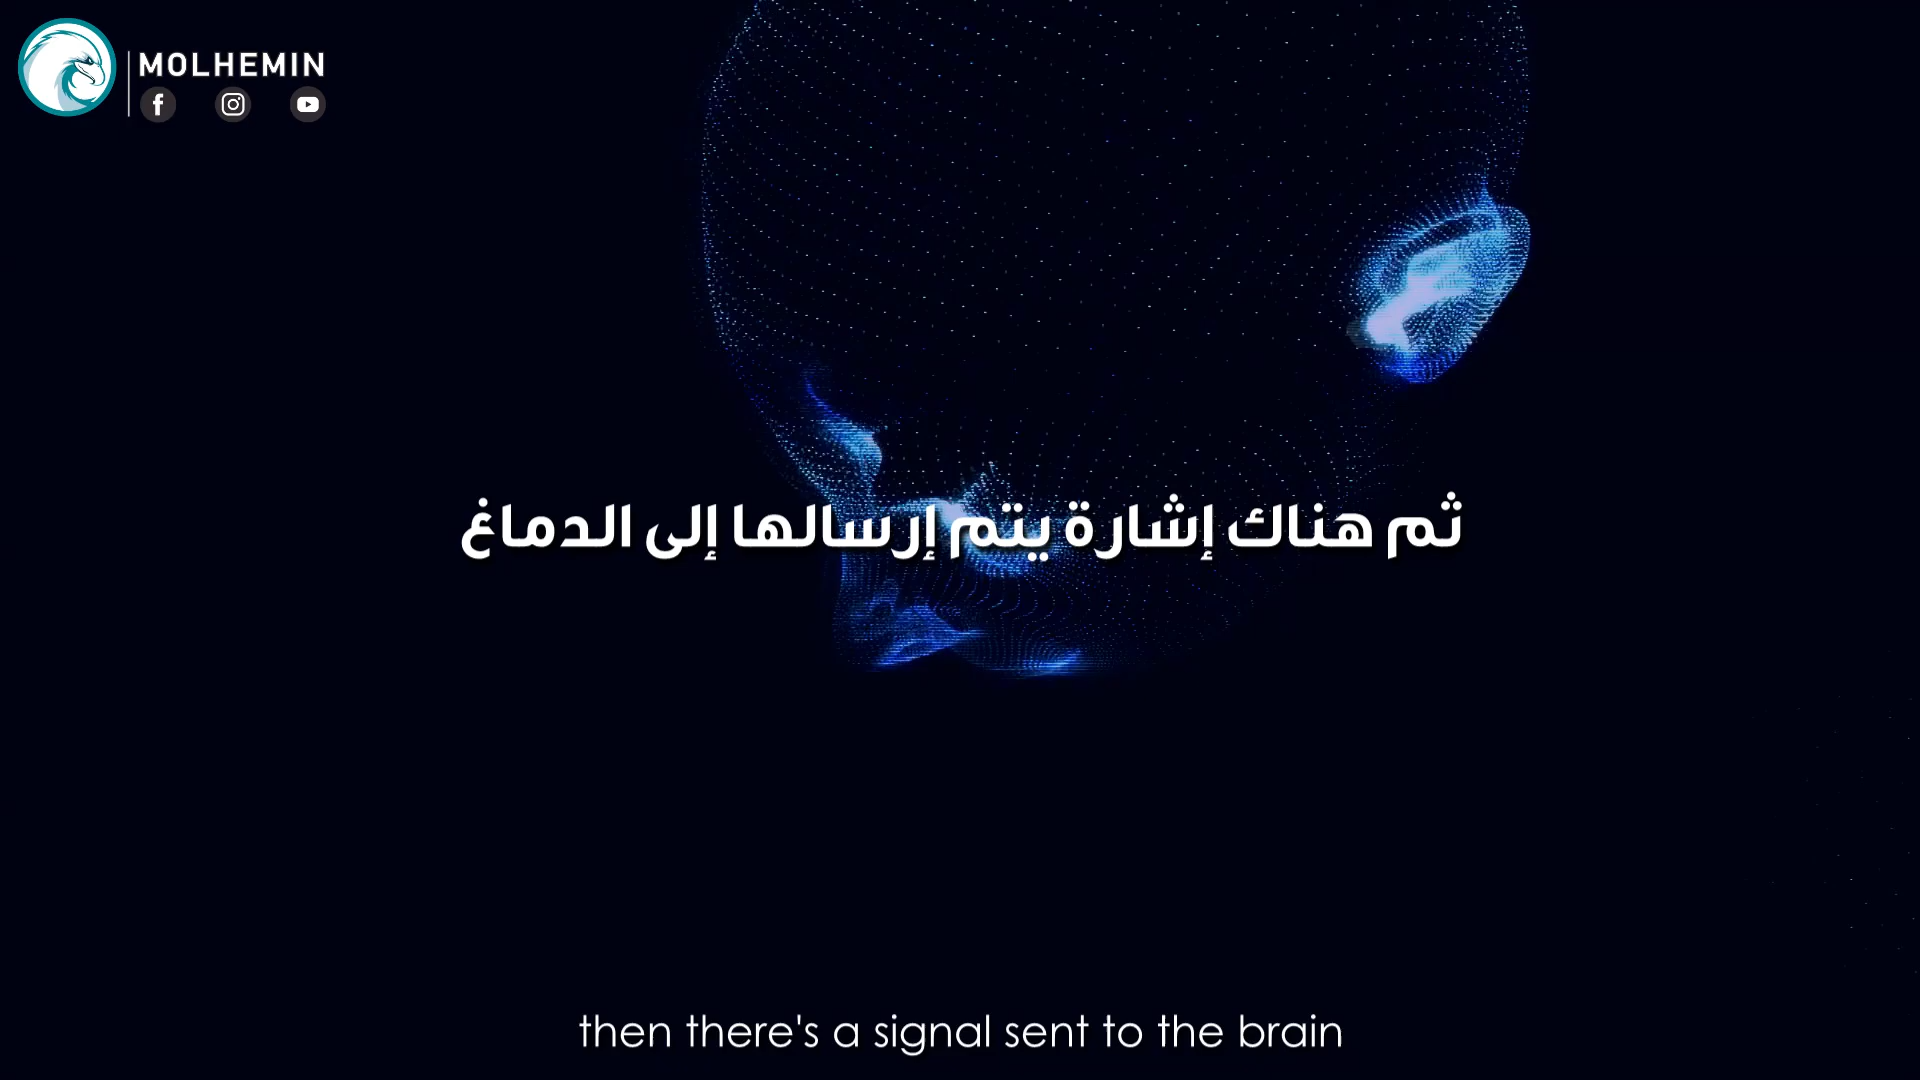 MOLHEMIN
ثم هناك إشارة يتم إرسالها إلى الدماغ
then there's a signal sent to the brain